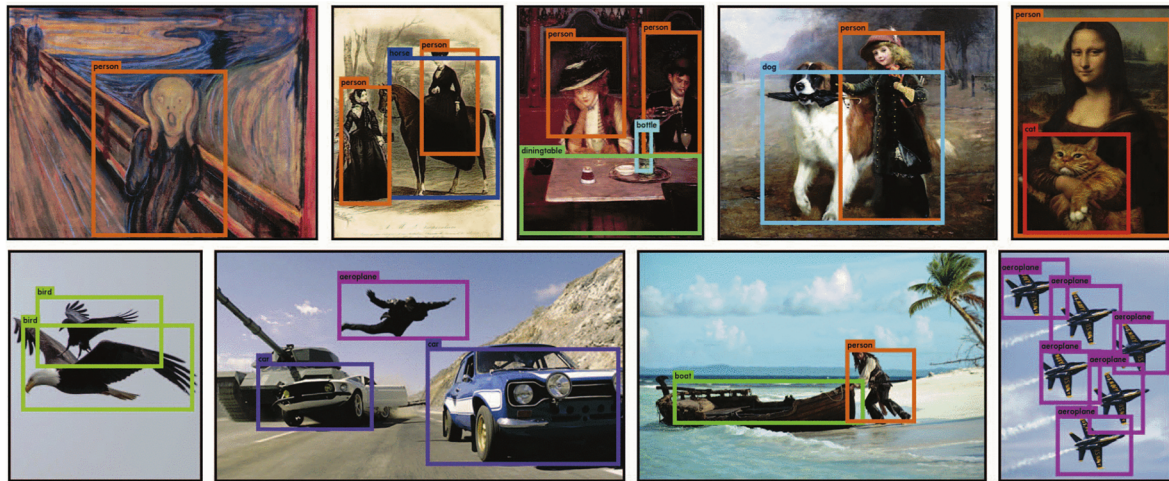 person
person
horse
person
person
person
bottle
diningtable
person
dog
person
cat
bird
bird
aeroplane
car
car
person
boat
aeroplane
aeroplane
aeroplane
aeroplane
aeroplane
aeroplane